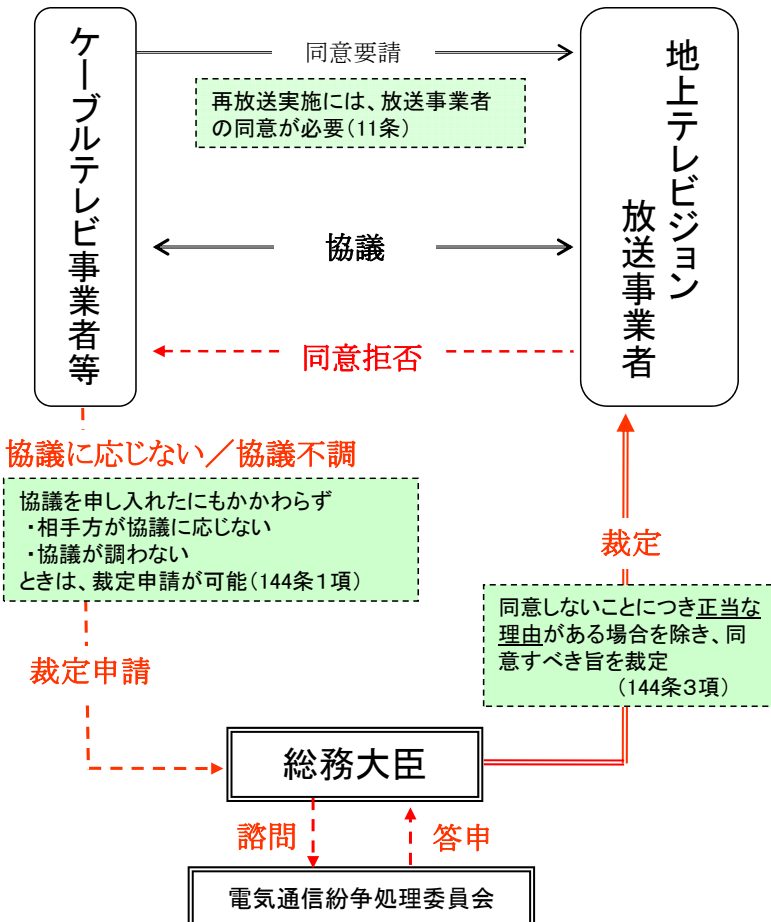 ケーブルテレビ事業者等
同意要請
地上テレビジョン
放送事業者
再放送実施には、放送事業者
の同意が必要(11条)
協議
同意拒否
協議に応じない／協議不調
協議を申し入れたにもかかわらず
・相手方が協議に応じない
・協議が調わない
ときは、裁定申請が可能(144条1項)
裁定
同意しないことにつき正当な
理由がある場合を除き、同
意すべき旨を裁定
(144条3項)
裁定申請
総務大臣
諮問
答申
電気通信紛争処理委員会